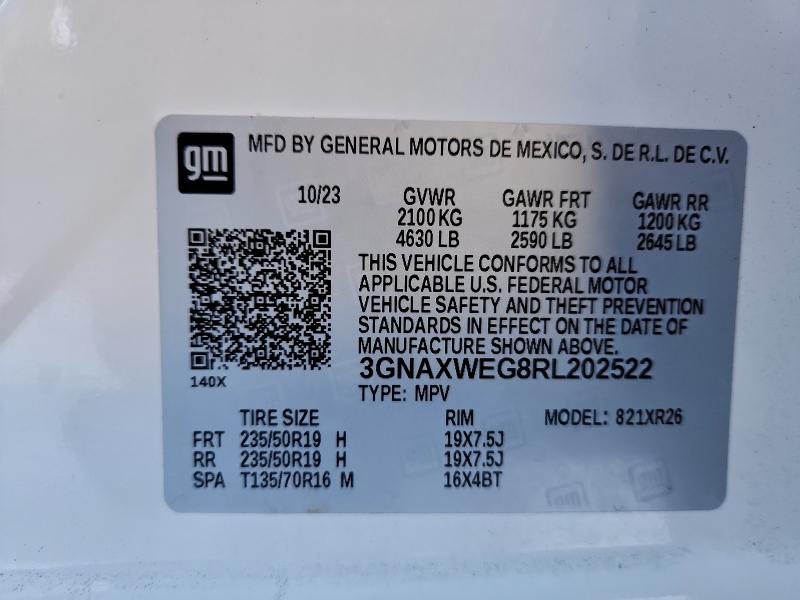 gm MFD BY GENERAL MOTORS DE MEXICO, S. DE R.L. DE C.V.
10/23 GVWR GAWR FRT GAWR RR
2100 KG 1175 KG 1200 KG
4630 LB 2590 LB 2645 LB
THIS VEHICLE CONFORMS TO ALL
APPLICABLE U.S. FEDERAL MOTOR
VEHICLE SAFETY AND THEFT PREVENTION
STANDARDS IN EFFECT ON THE DATE OF
MANUFACTURE SHOWN ABOVE.
140X
3GNAXWEG8RL202522
TYPE: MPV
TIRE SIZE RIM MODEL: 821XR26
FRT 235/50R19 H 19X7.5J
RR 235/50R19 H 19X7.5J
SPA T135/70R16 M 16X4BT
gm